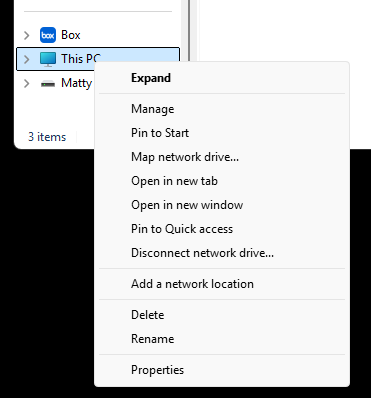 box Box
This PC
Matty
3 items
Expand
Manage
Pin to Start
Map network drive...
Open in new tab
Open in new window
Pin to Quick access
Disconnect network drive...
Add a network location
Delete
Rename
Properties